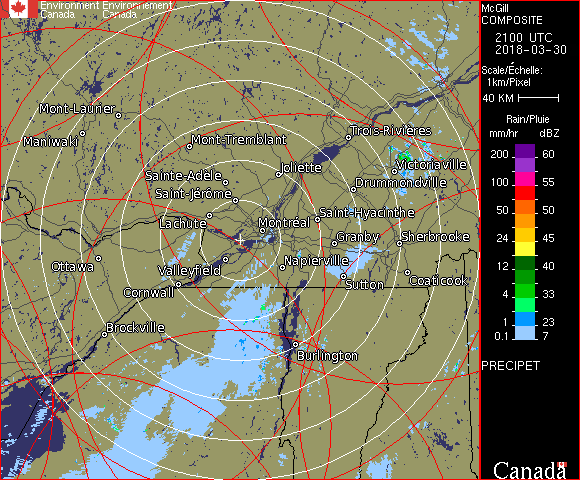 Environment Environnement
Canada Canada
McGill
COMPOSITE
2100 UTC
2018-03-30
Scale/Échelle:
1km/Pixel
40 KM
Rain/Pluie
mm/hr dBZ
200 60
100 55
50 50
24 45
12 40
4 33
1 23
0.1 7
PRECIPET
Canada
Mont-Laurier
Maniwaki
Mont-Tremblant
Trois-Rivières
Sainte-Adèle
Joliette
Victoriaville
Saint-Jérôme
Drummondville
Lachute
Montréal
Saint-Hyacinthe
Granby
Sherbrooke
Ottawa
Valleyfield
Napierville
Cornwall
Sutton
Coaticook
Brockville
Burlington